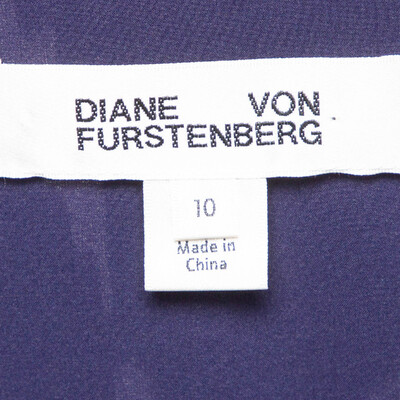 DIANE VON
FURSTENBERG
10
Made in
China